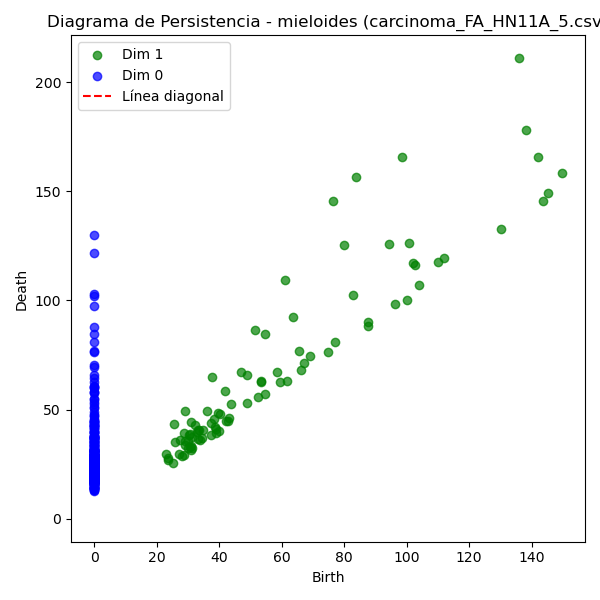 Diagrama de Persistencia - mieloides (carcinoma_FA_HN11A_5.csv
Dim 1
Dim 0
Línea diagonal
Death
200
150
100
50
0
0 20 40 60 80 100 120 140
Birth